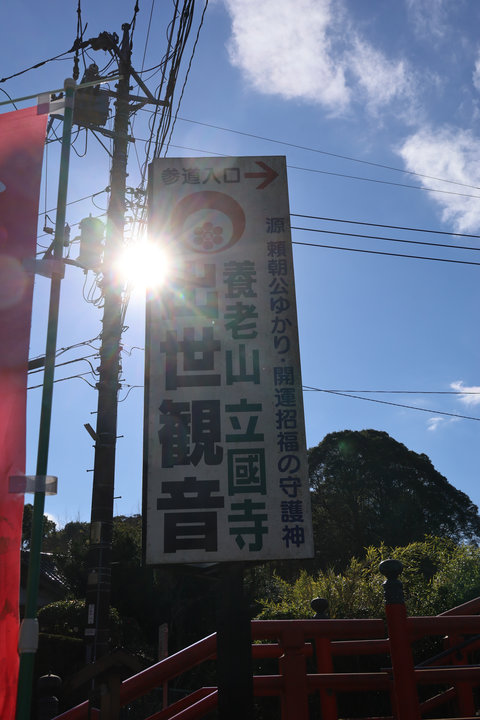 参道入口→
源頼朝公ゆかり・開運招福の守護神
養老山 立國寺
出世観音